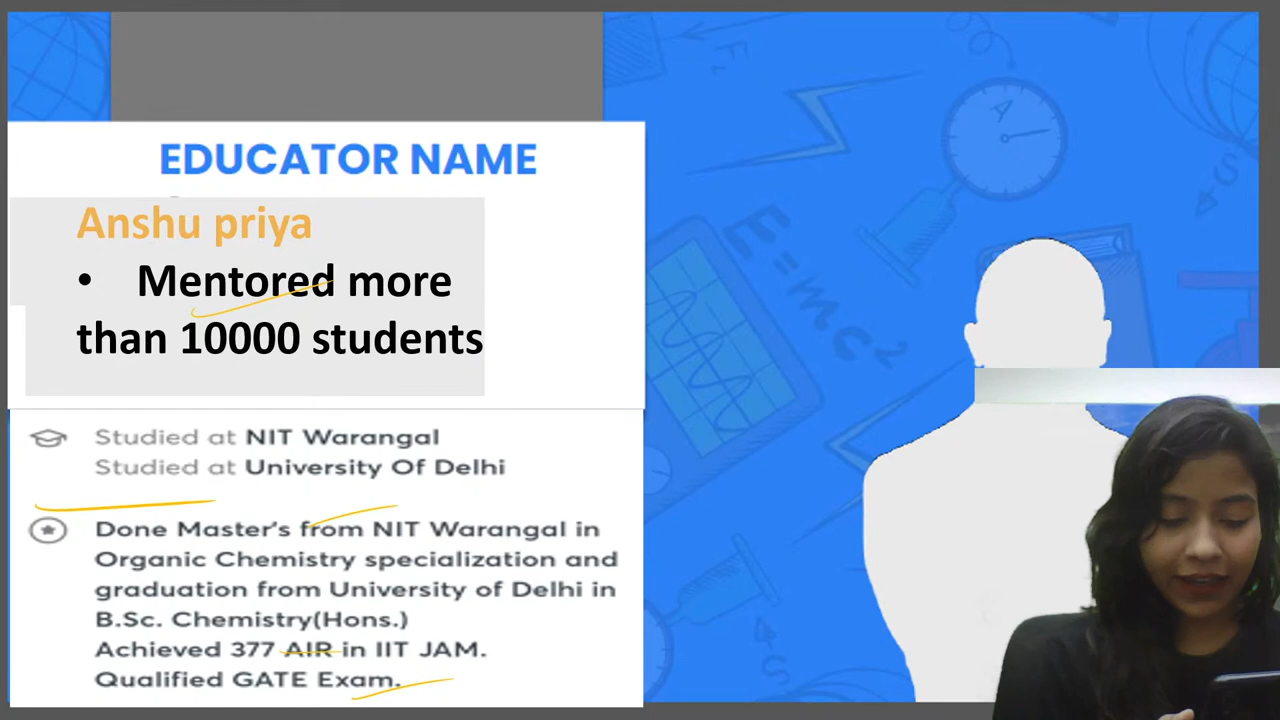 EDUCATOR NAME
Anshu priya
• Mentored more
than 10000 students
Studied at NIT Warangal
Studied at University Of Delhi
Done Master's from NIT Warangal in
Organic Chemistry specialization and
graduation from University of Delhi in
B.Sc. Chemistry(Hons.)
Achieved 377 AIR in IIT JAM.
Qualified GATE Exam.
F
A
E=mc²
S
S